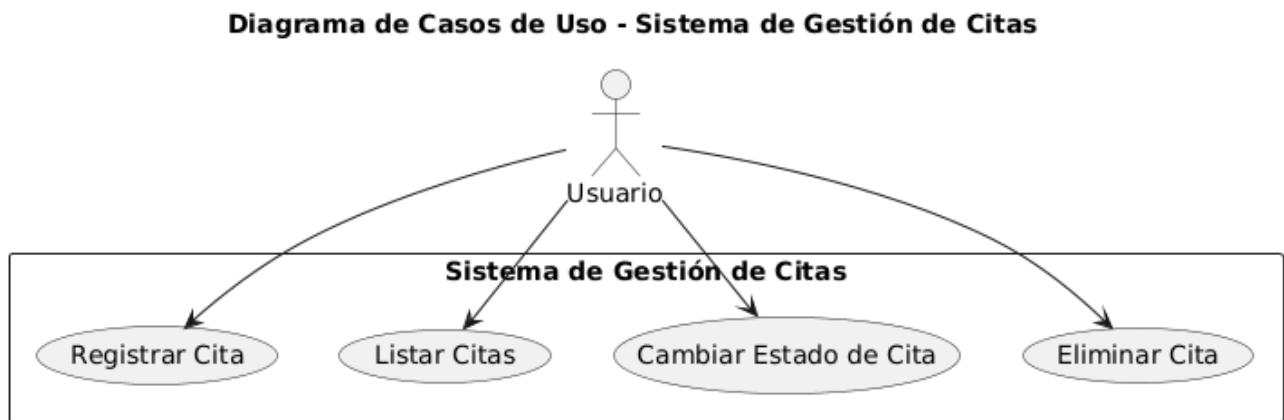 Diagrama de Casos de Uso - Sistema de Gestión de Citas
Usuario
Sistema de Gestión de Citas
Registrar Cita
Listar Citas
Cambiar Estado de Cita
Eliminar Cita